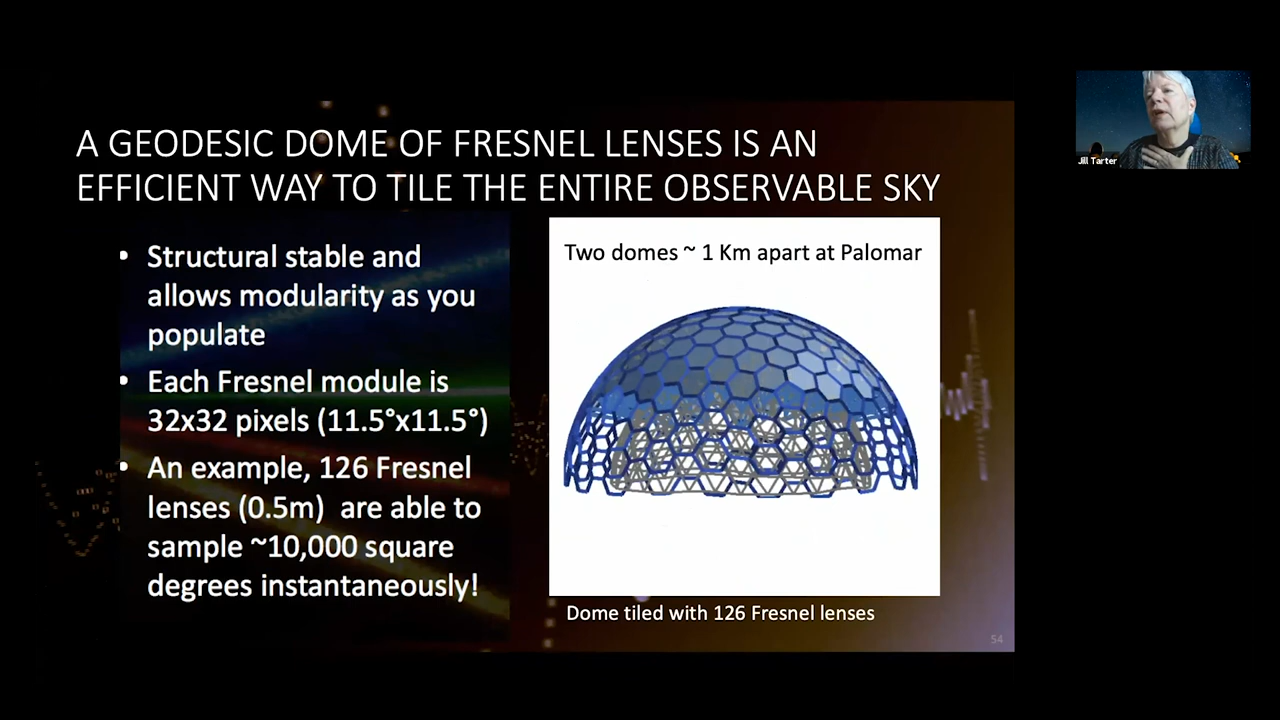 A GEODESIC DOME OF FRESNEL LENSES IS AN
EFFICIENT WAY TO TILE THE ENTIRE OBSERVABLE SKY
• Structural stable and
allows modularity as you
populate
• Each Fresnel module is
32x32 pixels (11.5°x11.5°)
• An example, 126 Fresnel
lenses (0.5m)  are able to
sample ~10,000 square
degrees instantaneously!
Two domes ~ 1 Km apart at Palomar
Dome tiled with 126 Fresnel lenses
54
Jill Tarter